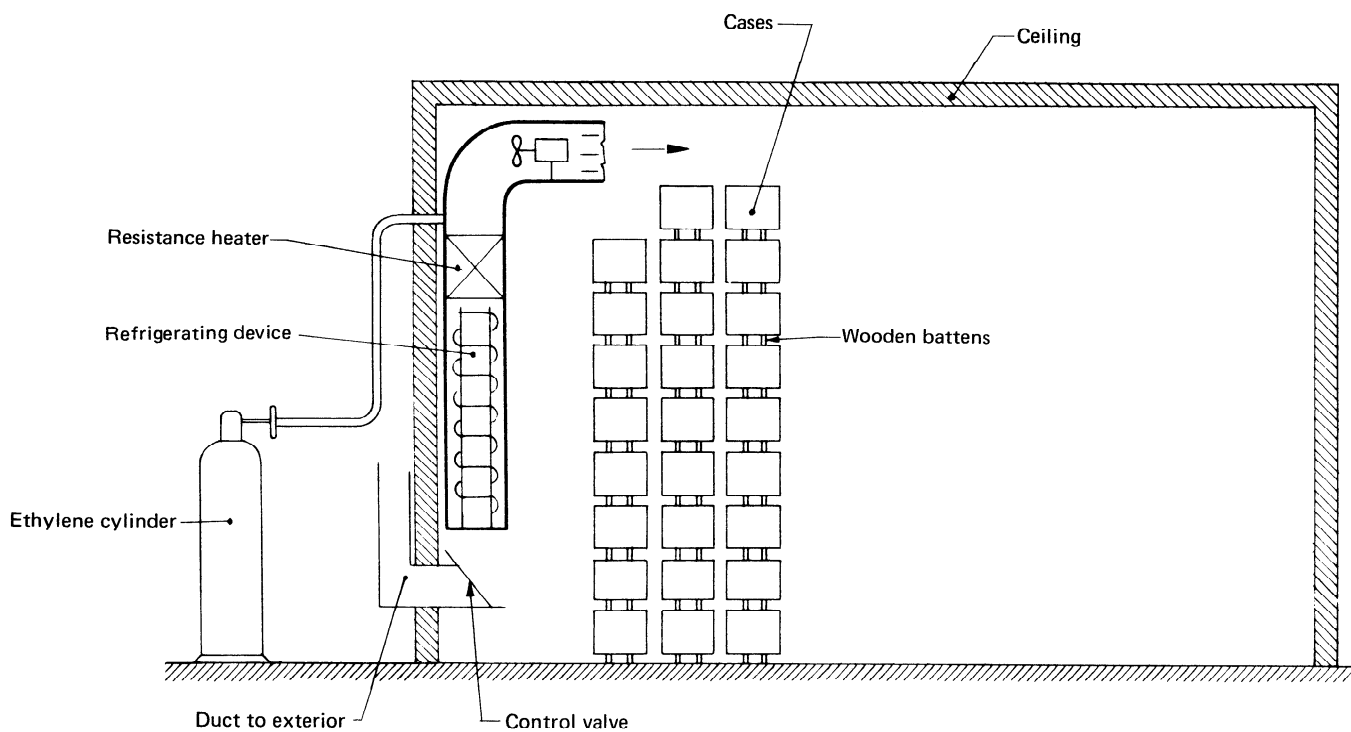 Cases
Ceiling
Resistance heater
Refrigerating device
Wooden battens
Ethylene cylinder
Duct to exterior
Control valve